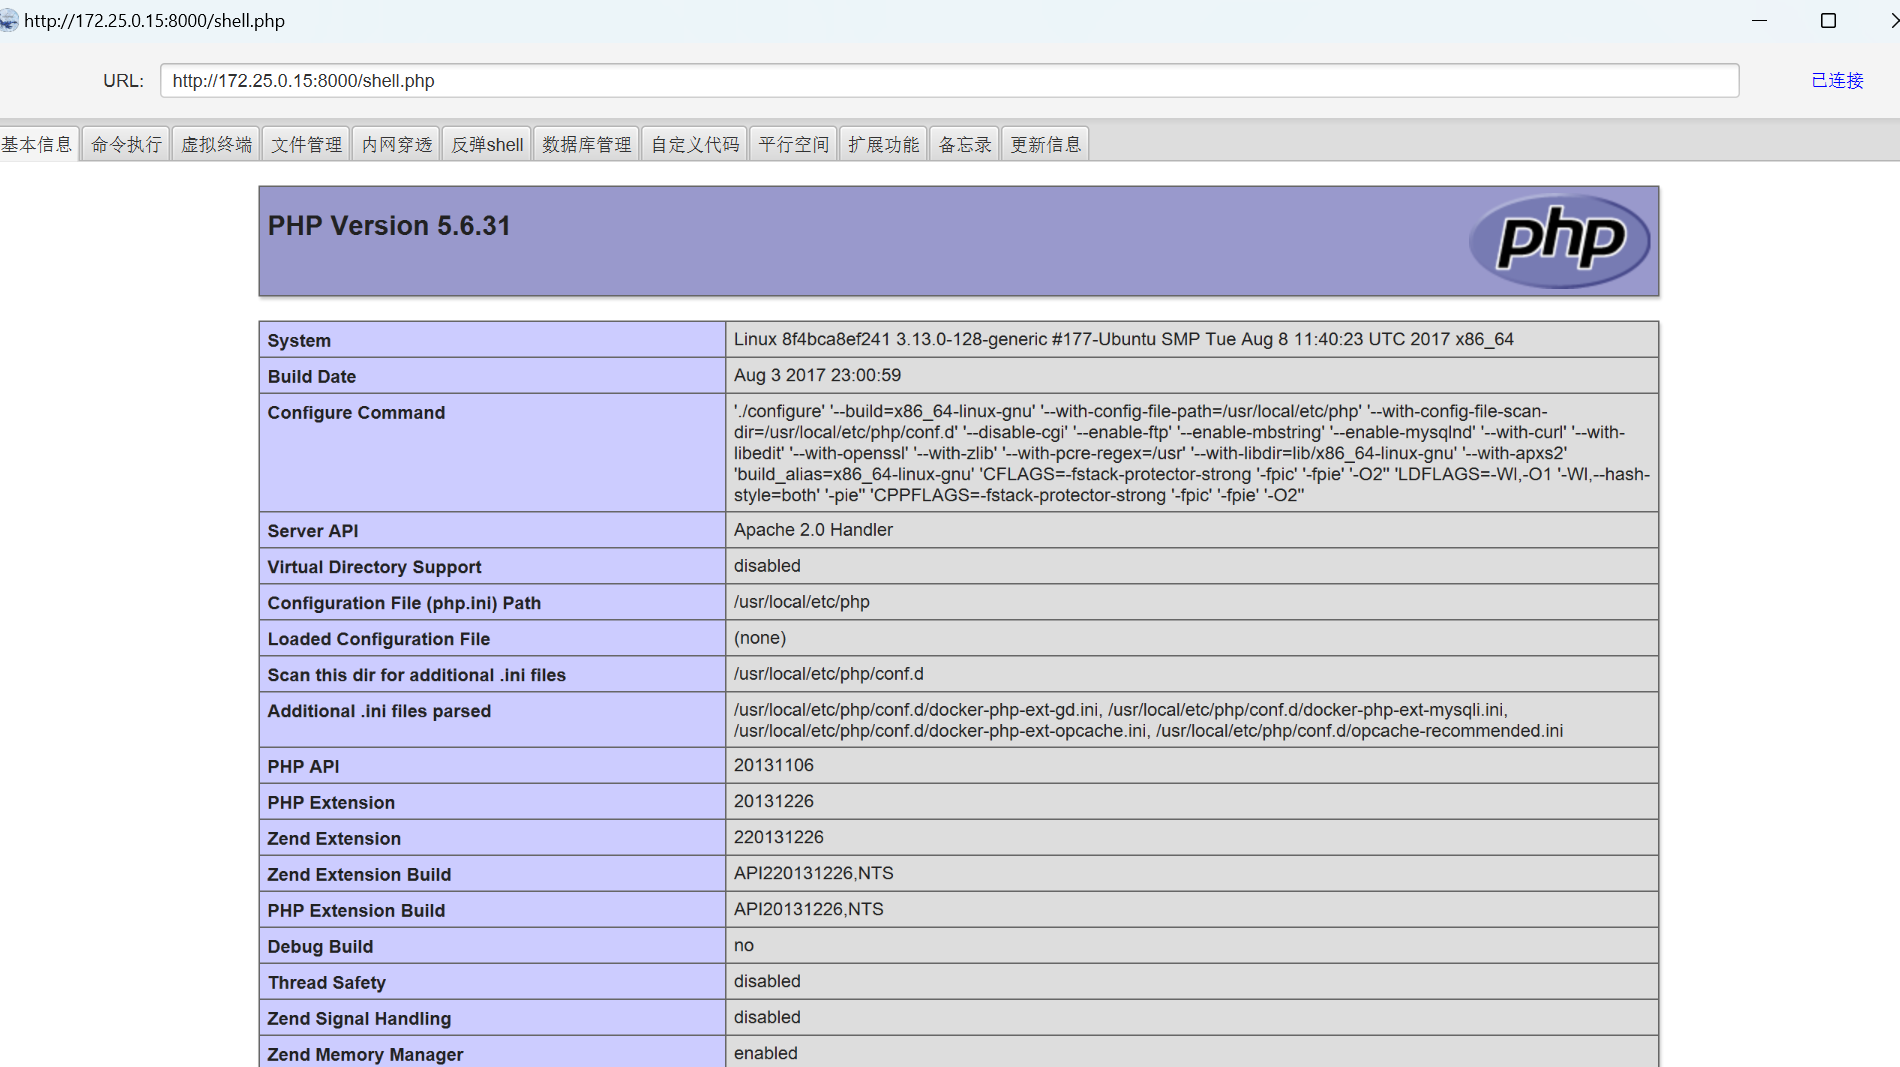 http://172.25.0.15:8000/shell.php
URL: http://172.25.0.15:8000/shell.php 已连接
基本信息 命令执行 虚拟终端 文件管理 内网穿透 反弹shell 数据库管理 自定义代码 平行空间 扩展功能 备忘录 更新信息
PHP Version 5.6.31 php
System Linux 8f4bca8ef241 3.13.0-128-generic #177-Ubuntu SMP Tue Aug 8 11:40:23 UTC 2017 x86_64
Build Date Aug 3 2017 23:00:59
Configure Command './configure' '--build=x86_64-linux-gnu' '--with-config-file-path=/usr/local/etc/php' '--with-config-file-scan-
dir=/usr/local/etc/php/conf.d' '--disable-cgi' '--enable-ftp' '--enable-mbstring' '--enable-mysqlnd' '--with-curl' '--with-
libedit' '--with-openssl' '--with-zlib' '--with-pcre-regex=/usr' '--with-libdir=lib/x86_64-linux-gnu' '--with-apxs2'
'build_alias=x86_64-linux-gnu' 'CFLAGS=-fstack-protector-strong '-fpic' '-fpie' '-O2'' 'LDFLAGS=-Wl,-O1 '-Wl,--hash-
style=both' '-pie'' 'CPPFLAGS=-fstack-protector-strong '-fpic' '-fpie' '-O2''
Server API Apache 2.0 Handler
Virtual Directory Support disabled
Configuration File (php.ini) Path /usr/local/etc/php
Loaded Configuration File (none)
Scan this dir for additional .ini files /usr/local/etc/php/conf.d
Additional .ini files parsed /usr/local/etc/php/conf.d/docker-php-ext-gd.ini, /usr/local/etc/php/conf.d/docker-php-ext-mysqli.ini,
/usr/local/etc/php/conf.d/docker-php-ext-opcache.ini, /usr/local/etc/php/conf.d/opcache-recommended.ini
PHP API 20131106
PHP Extension 20131226
Zend Extension 220131226
Zend Extension Build API220131226,NTS
PHP Extension Build API20131226,NTS
Debug Build no
Thread Safety disabled
Zend Signal Handling disabled
Zend Memory Manager enabled